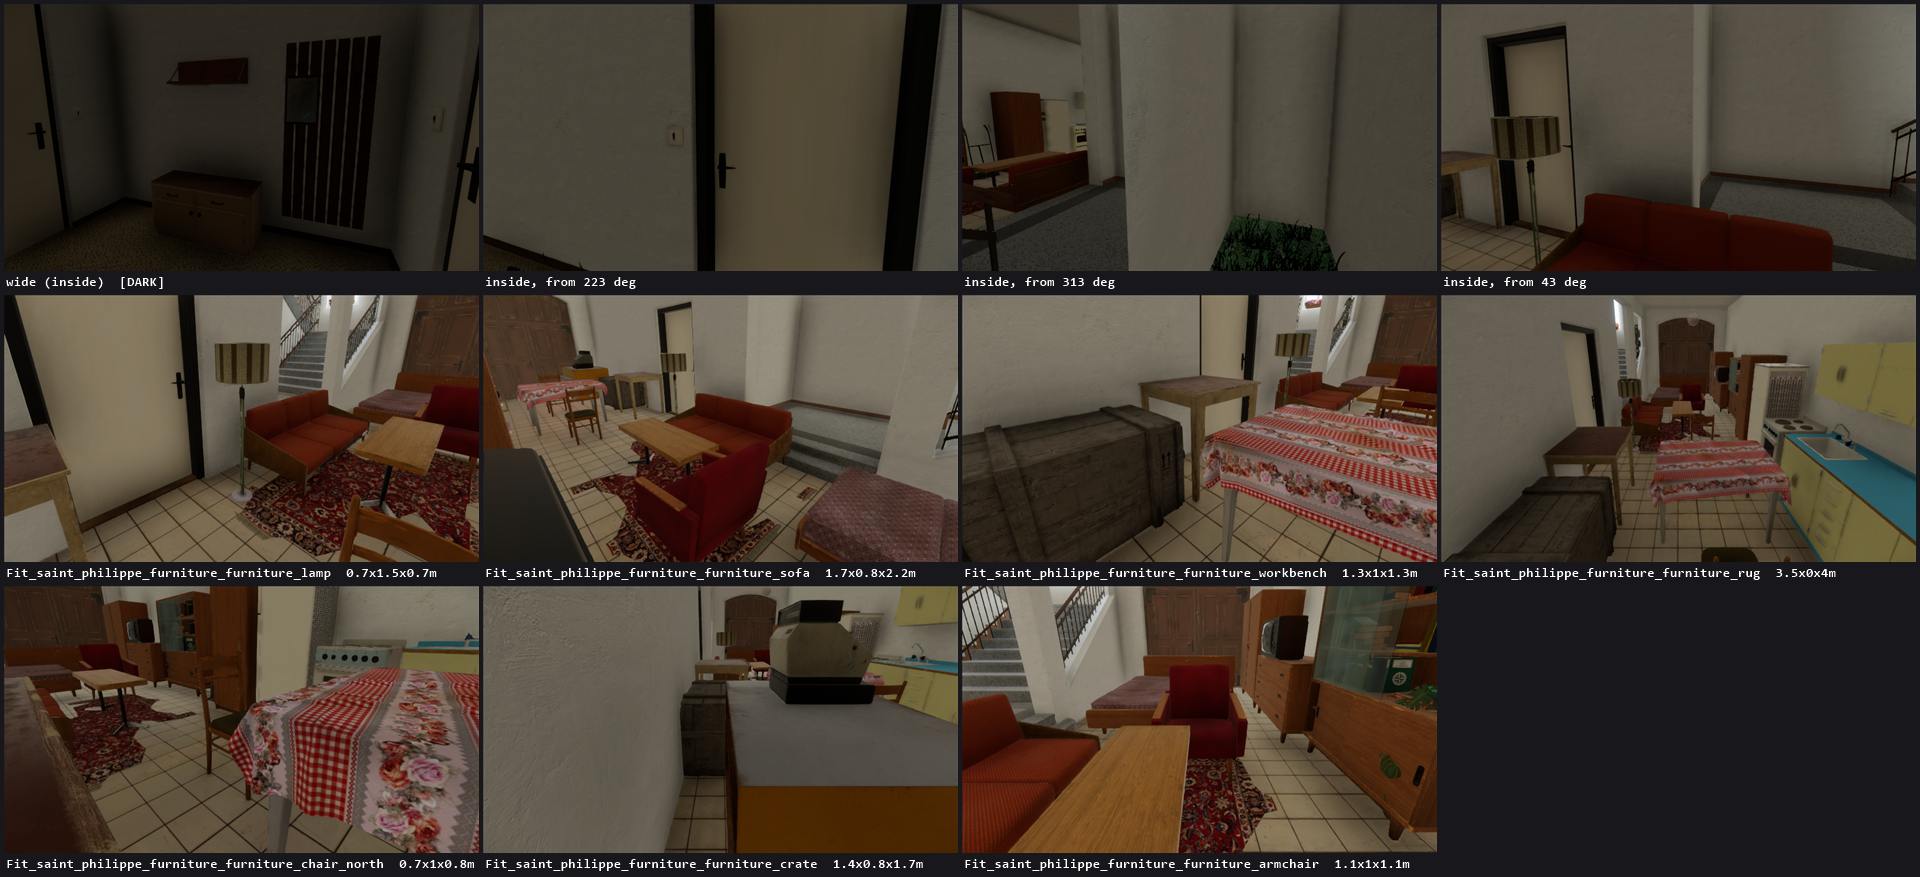 wide (inside)  [DARK]
inside, from 223 deg
inside, from 313 deg
inside, from 43 deg
Fit_saint_philippe_furniture_furniture_lamp  0.7x1.5x0.7m
Fit_saint_philippe_furniture_furniture_sofa  1.7x0.8x2.2m
Fit_saint_philippe_furniture_furniture_workbench  1.3x1x1.3m
Fit_saint_philippe_furniture_furniture_rug  3.5x0x4m
Fit_saint_philippe_furniture_furniture_chair_north  0.7x1x0.8m
Fit_saint_philippe_furniture_furniture_crate  1.4x0.8x1.7m
Fit_saint_philippe_furniture_furniture_armchair  1.1x1x1.1m